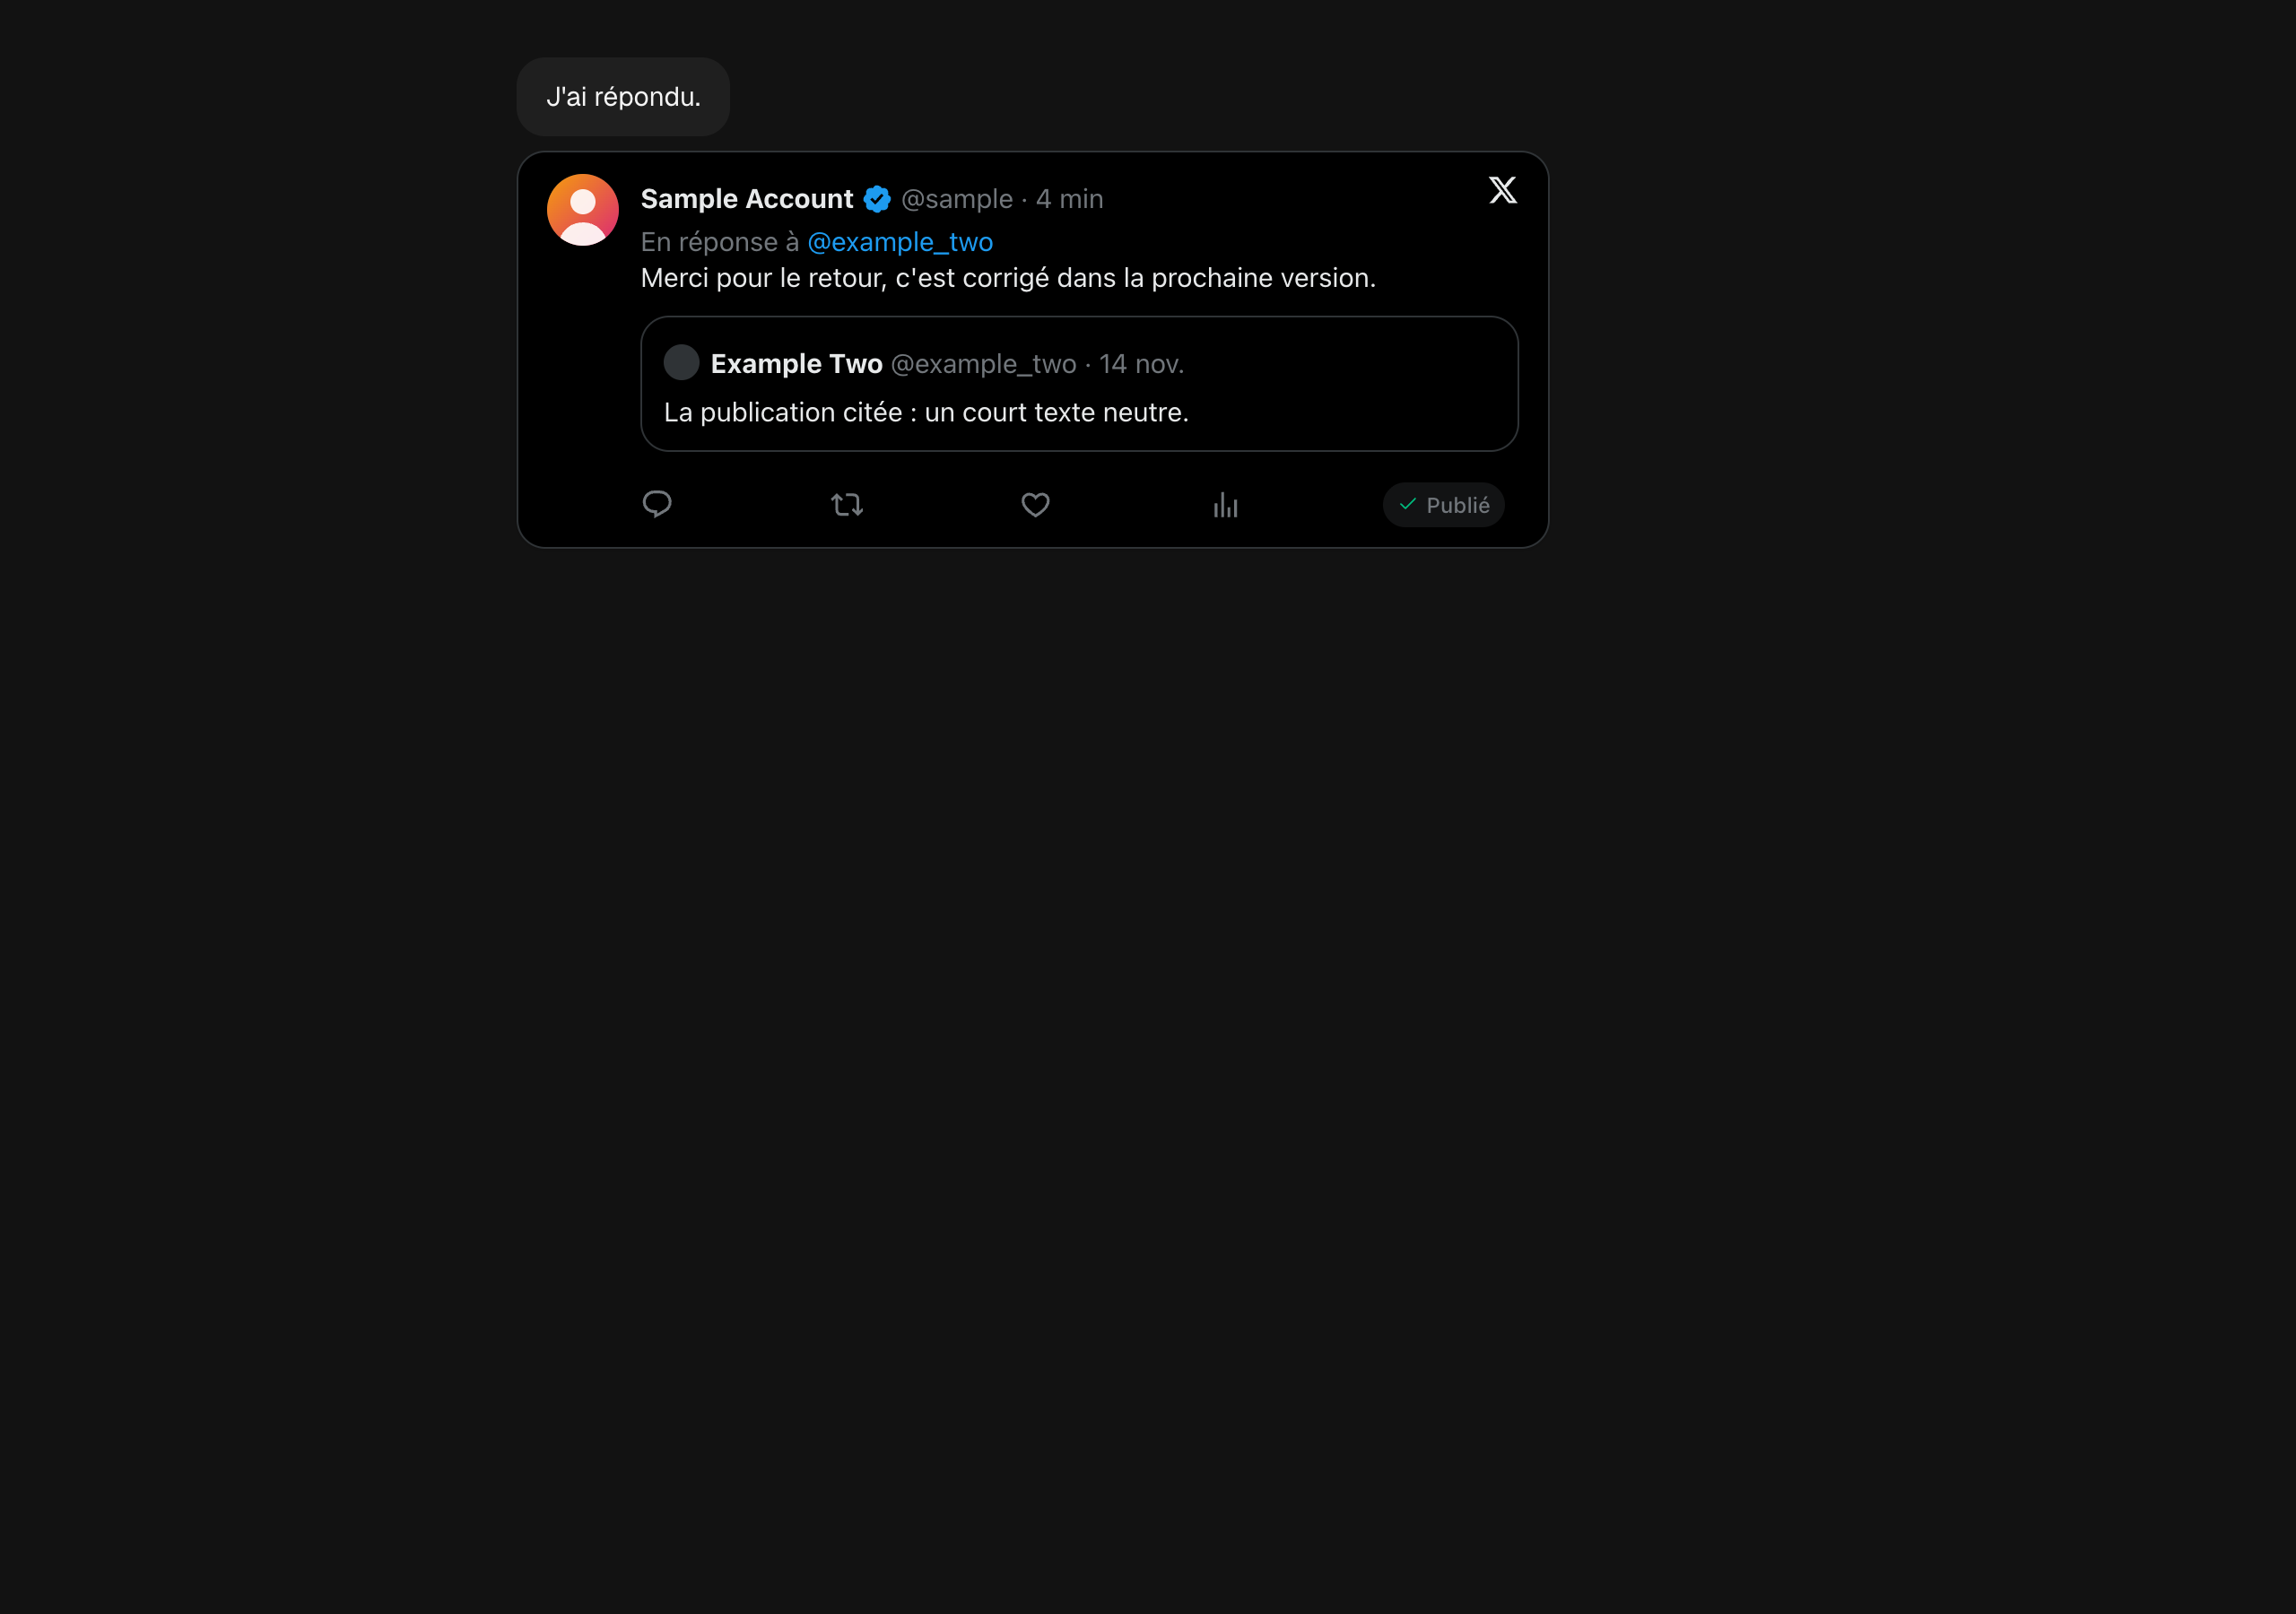 J'ai répondu.
Sample Account @sample · 4 min
En réponse à @example_two
Merci pour le retour, c'est corrigé dans la prochaine version.
Example Two @example_two · 14 nov.
La publication citée : un court texte neutre.
Publié